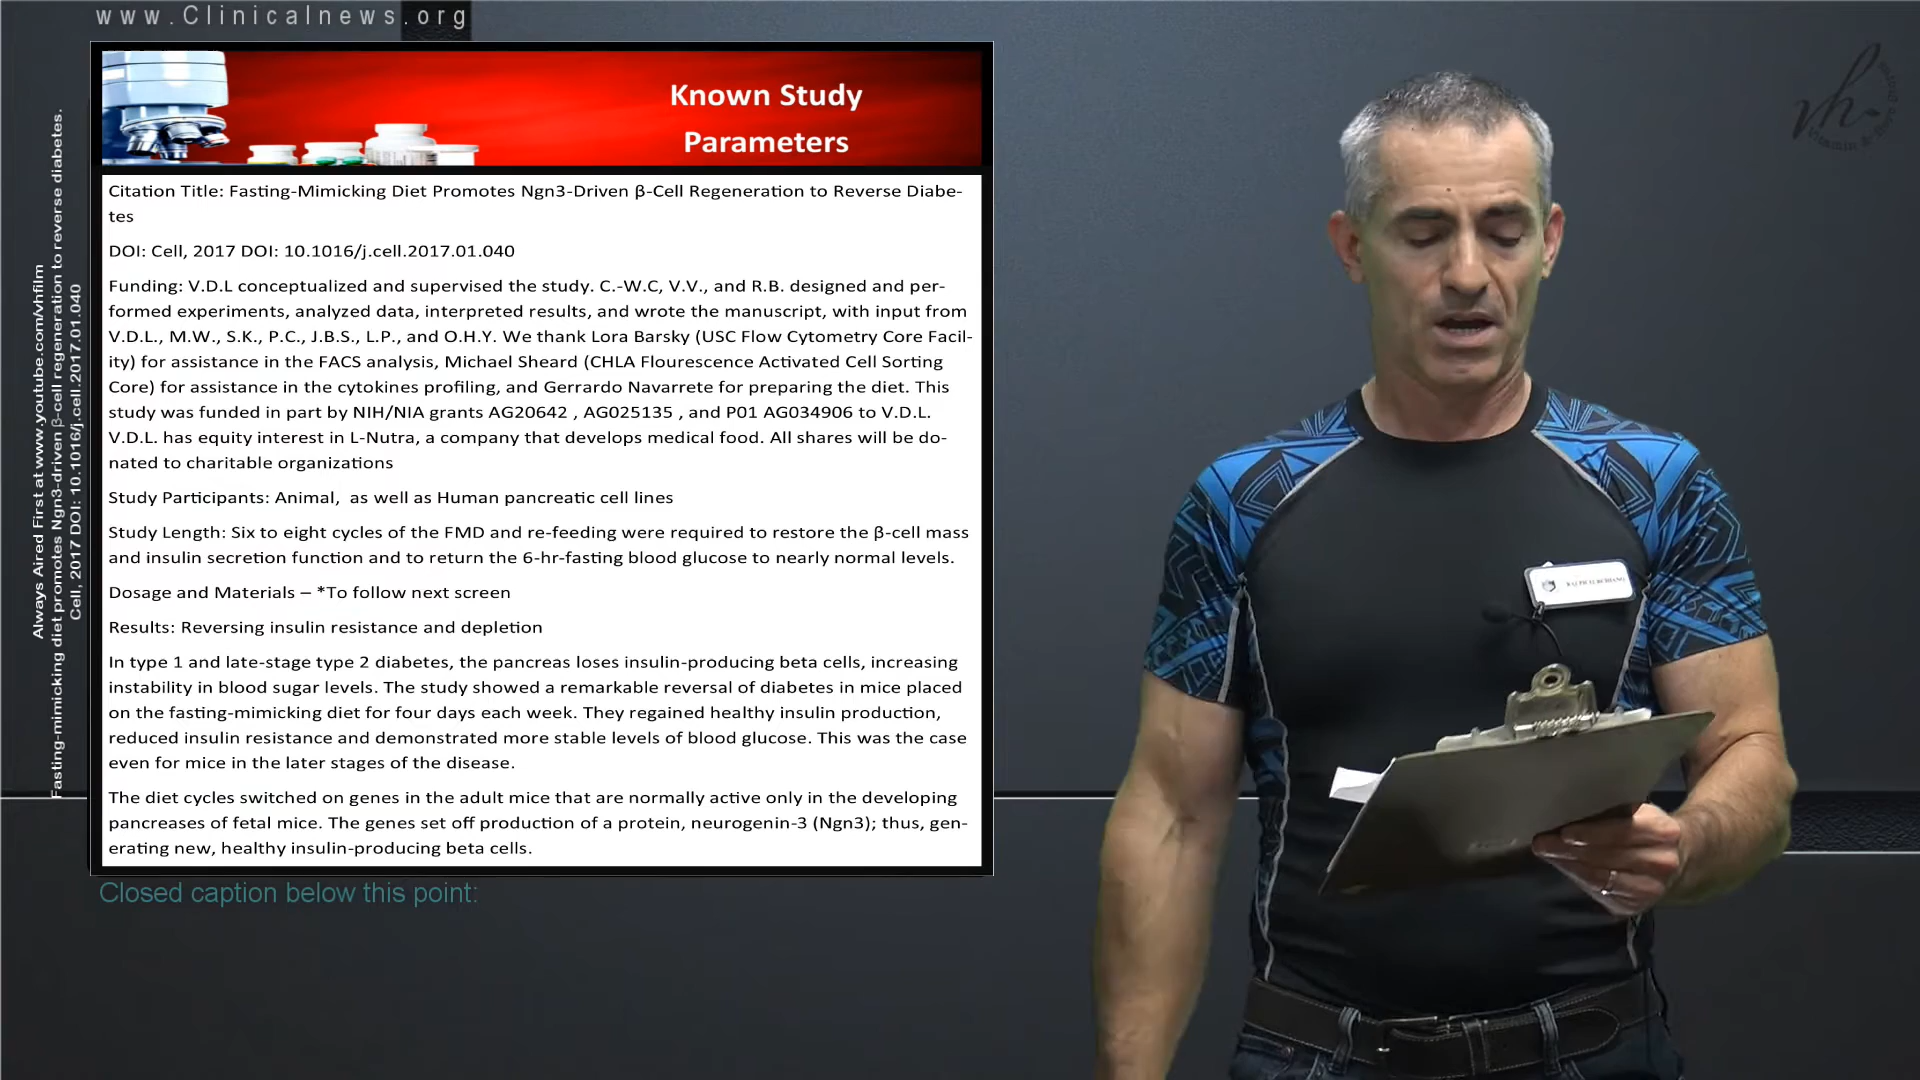 www.Clinicalnews.org
Known Study
Parameters
Citation Title: Fasting-Mimicking Diet Promotes Ngn3-Driven β-Cell Regeneration to Reverse Diabe-
tes
DOI: Cell, 2017 DOI: 10.1016/j.cell.2017.01.040
Funding: V.D.L conceptualized and supervised the study. C.-W.C, V.V., and R.B. designed and per-
formed experiments, analyzed data, interpreted results, and wrote the manuscript, with input from
V.D.L., M.W., S.K., P.C., J.B.S., L.P., and O.H.Y. We thank Lora Barsky (USC Flow Cytometry Core Facil-
ity) for assistance in the FACS analysis, Michael Sheard (CHLA Flourescence Activated Cell Sorting
Core) for assistance in the cytokines profiling, and Gerrardo Navarrete for preparing the diet. This
study was funded in part by NIH/NIA grants AG20642 , AG025135 , and P01 AG034906 to V.D.L.
V.D.L. has equity interest in L-Nutra, a company that develops medical food. All shares will be do-
nated to charitable organizations
Study Participants: Animal,  as well as Human pancreatic cell lines
Study Length: Six to eight cycles of the FMD and re-feeding were required to restore the β-cell mass
and insulin secretion function and to return the 6-hr-fasting blood glucose to nearly normal levels.
Dosage and Materials – *To follow next screen
Results: Reversing insulin resistance and depletion
In type 1 and late-stage type 2 diabetes, the pancreas loses insulin-producing beta cells, increasing
instability in blood sugar levels. The study showed a remarkable reversal of diabetes in mice placed
on the fasting-mimicking diet for four days each week. They regained healthy insulin production,
reduced insulin resistance and demonstrated more stable levels of blood glucose. This was the case
even for mice in the later stages of the disease.
The diet cycles switched on genes in the adult mice that are normally active only in the developing
pancreases of fetal mice. The genes set off production of a protein, neurogenin-3 (Ngn3); thus, gen-
erating new, healthy insulin-producing beta cells.
Closed caption below this point:
Always Aired First at www.youtube.com/vhfilm
Fasting-mimicking diet promotes Ngn3-driven β-cell regeneration to reverse diabetes.
Cell, 2017 DOI: 10.1016/j.cell.2017.01.040
vh